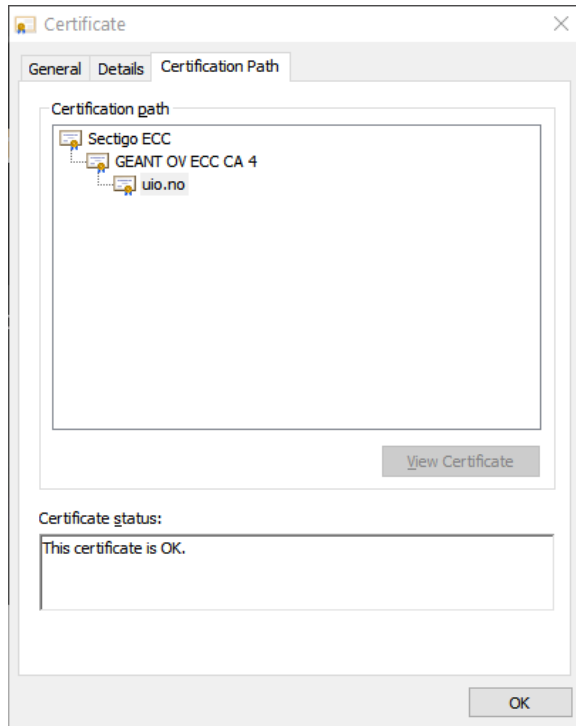 Certificate
General Details Certification Path
Certification path
Sectigo ECC
GEANT OV ECC CA 4
uio.no
View Certificate
Certificate status:
This certificate is OK.
OK